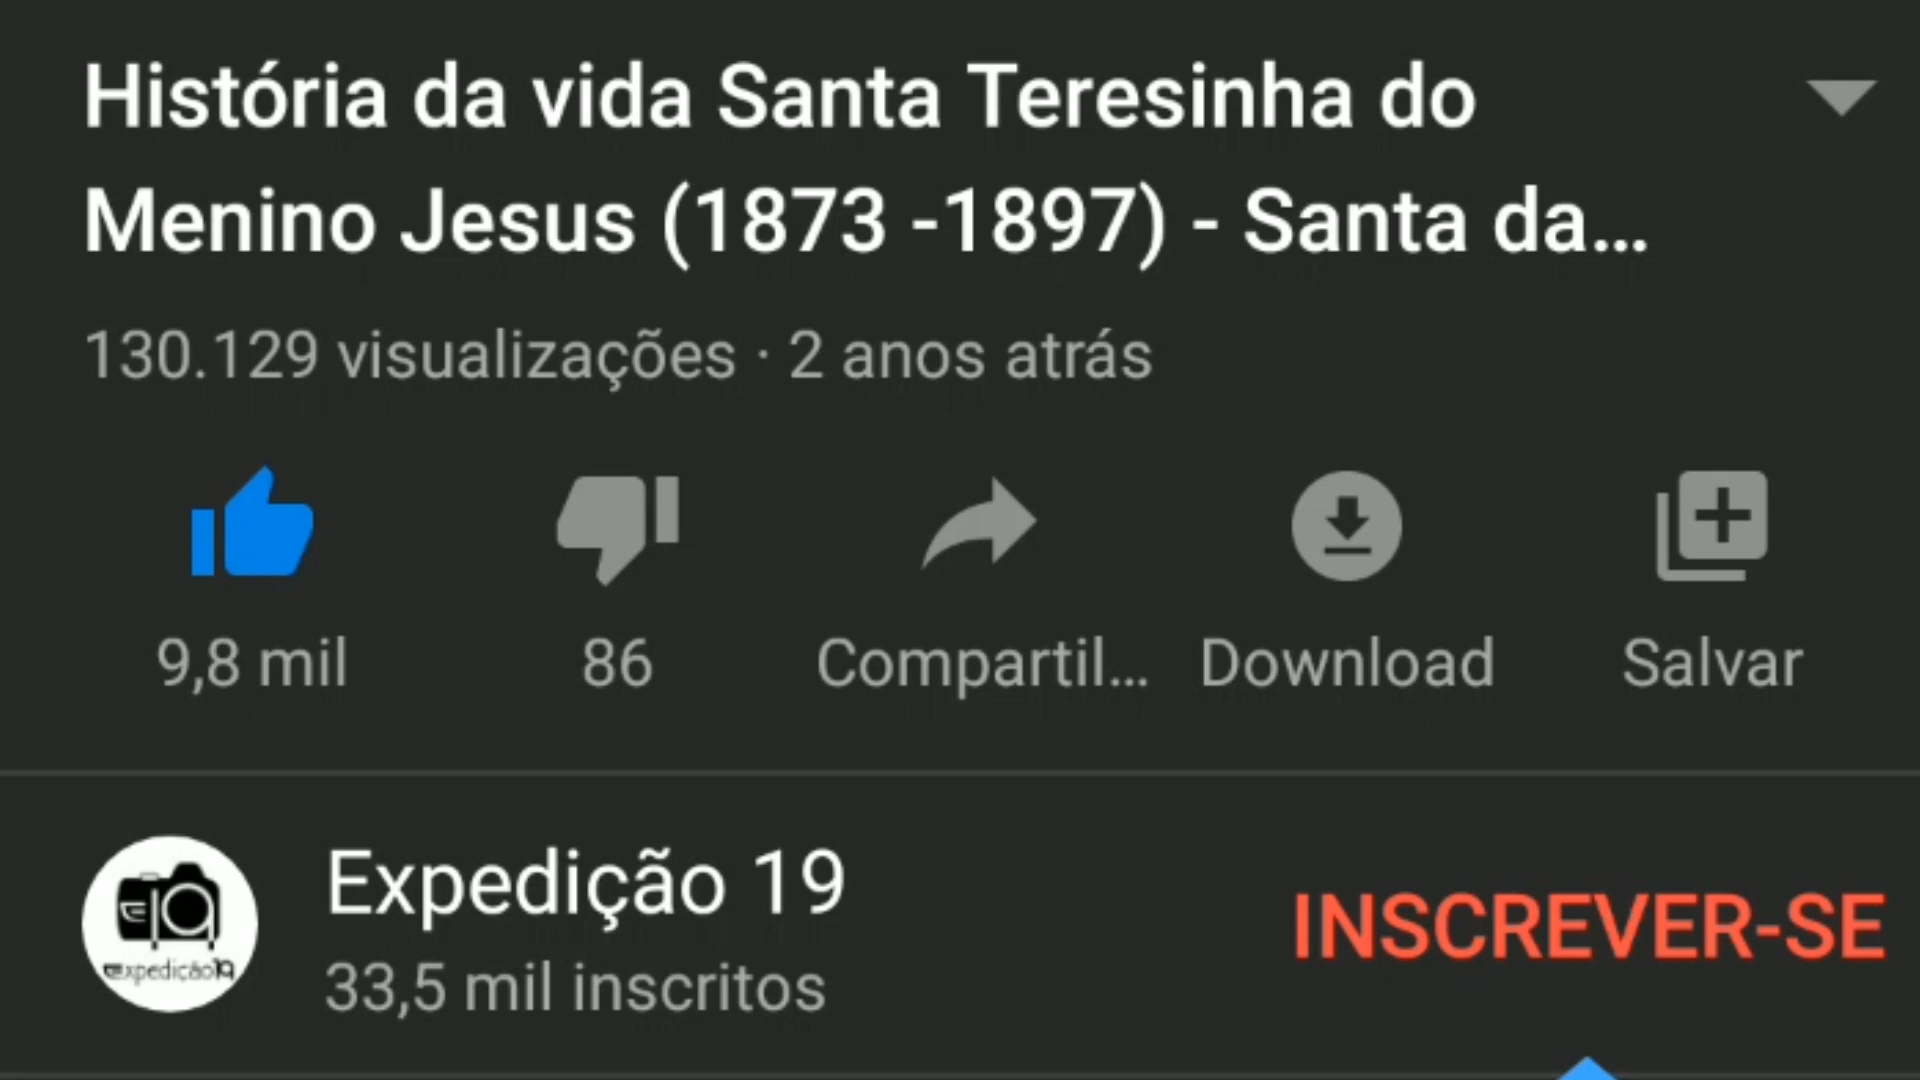 História da vida Santa Teresinha do
Menino Jesus (1873 -1897) - Santa da...
130.129 visualizações · 2 anos atrás
9,8 mil 86 Compartil... Download Salvar
Expedição 19
INSCREVER-SE
33,5 mil inscritos
expedição19